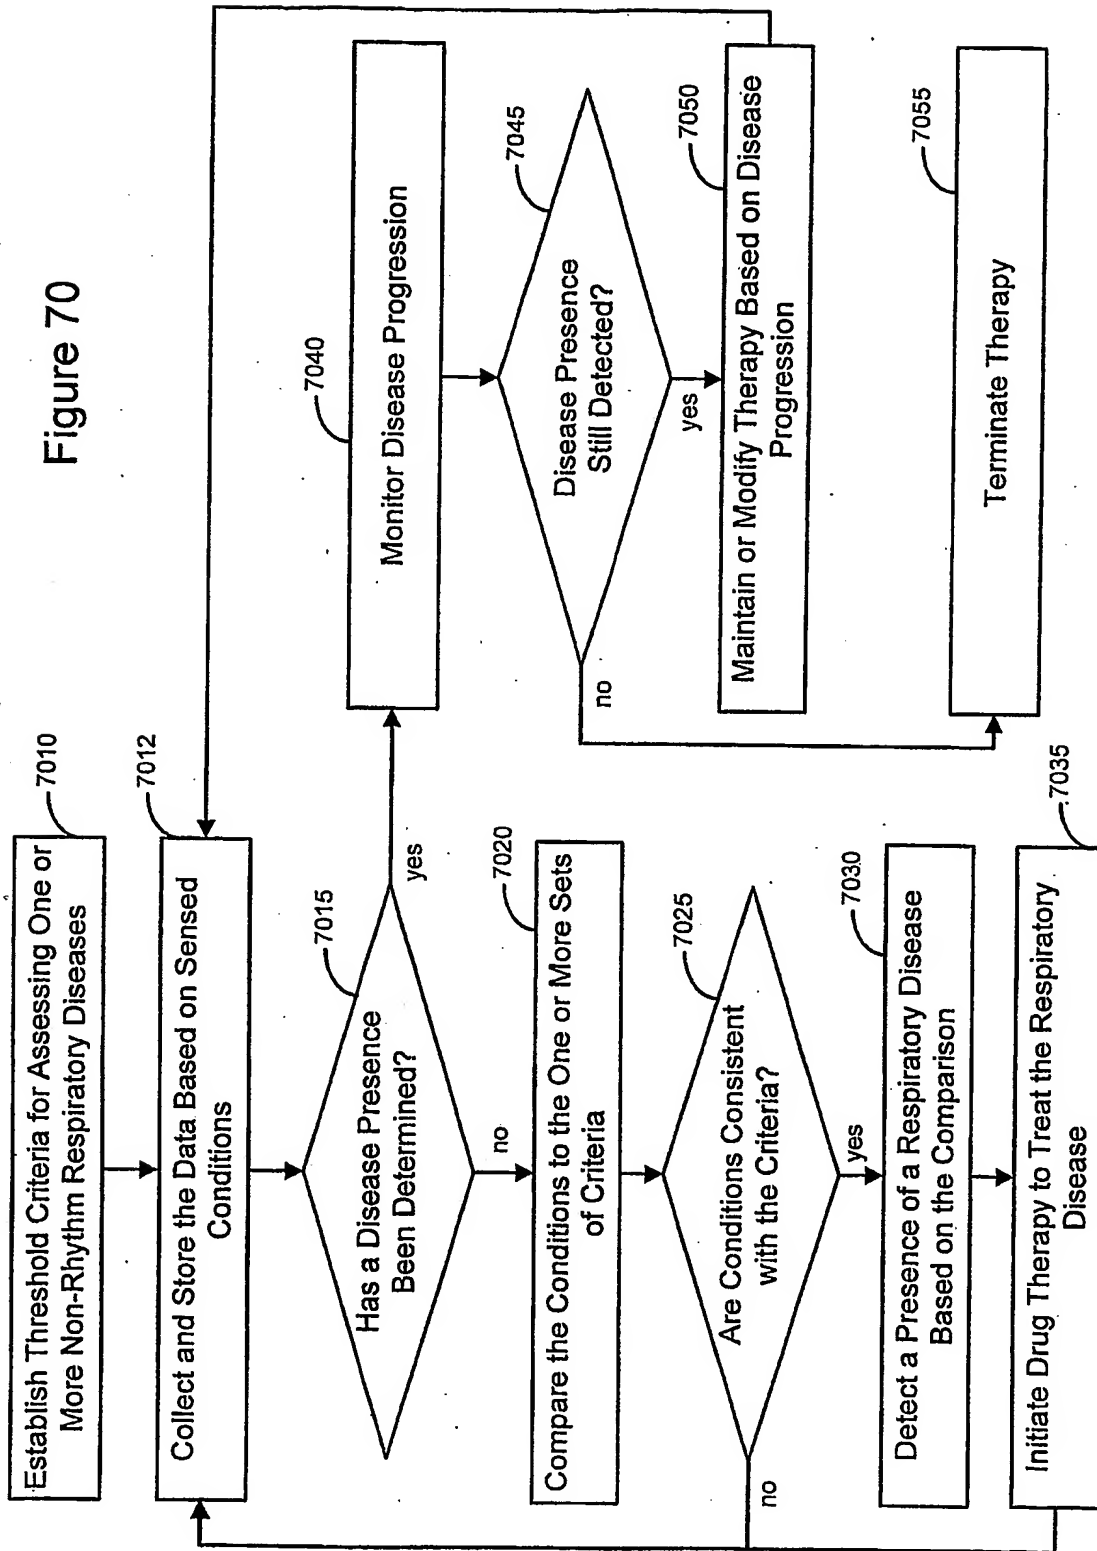 Figure 70
Establish Threshold Criteria for Assessing One or
More Non-Rhythm Respiratory Diseases
7010
Collect and Store the Data Based on Sensed
Conditions
7012
Has a Disease Presence
Been Determined?
7015
yes
no
Compare the Conditions to the One or More Sets
of Criteria
7020
Are Conditions Consistent
with the Criteria?
7025
no
yes
Detect a Presence of a Respiratory Disease
Based on the Comparison
7030
Initiate Drug Therapy to Treat the Respiratory
Disease
7035
Monitor Disease Progression
7040
Disease Presence
Still Detected?
7045
no
yes
Maintain or Modify Therapy Based on Disease
Progression
7050
Terminate Therapy
7055